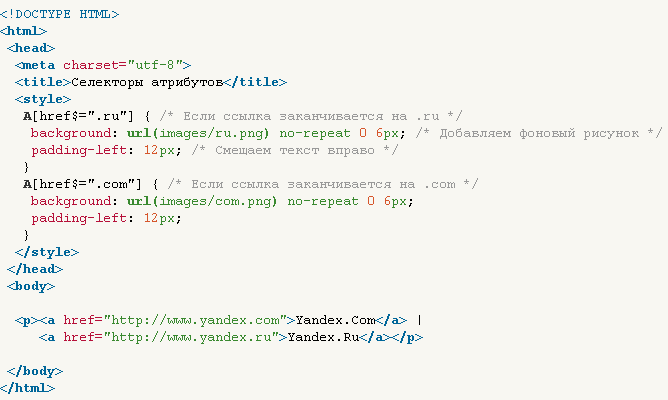 <!DOCTYPE HTML>
<html>
<head>
<meta charset="utf-8">
<title>Селекторы атрибутов</title>
<style>
A[href$=".ru"] { /* Если ссылка заканчивается на .ru */
background: url(images/ru.png) no-repeat 0 6px; /* Добавляем фоновый рисунок */
padding-left: 12px; /* Смещаем текст вправо */
}
A[href$=".com"] { /* Если ссылка заканчивается на .com */
background: url(images/com.png) no-repeat 0 6px;
padding-left: 12px;
}
</style>
</head>
<body>
<p><a href="http://www.yandex.com">Yandex.Com</a> |
<a href="http://www.yandex.ru">Yandex.Ru</a></p>
</body>
</html>